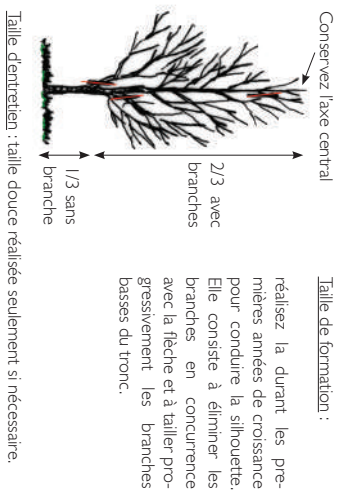 Conservez l'axe central
2/3 avec
branches
1/3 sans
branche
Taille de formation :
réalisez la durant les pre-
mières années de croissance
pour conduire la silhouette.
Elle consiste à éliminer les
branches en concurrence
avec la flèche et à tailler pro-
gressivement les branches
basses du tronc.
Taille d'entretien : taille douce réalisée seulement si nécessaire.